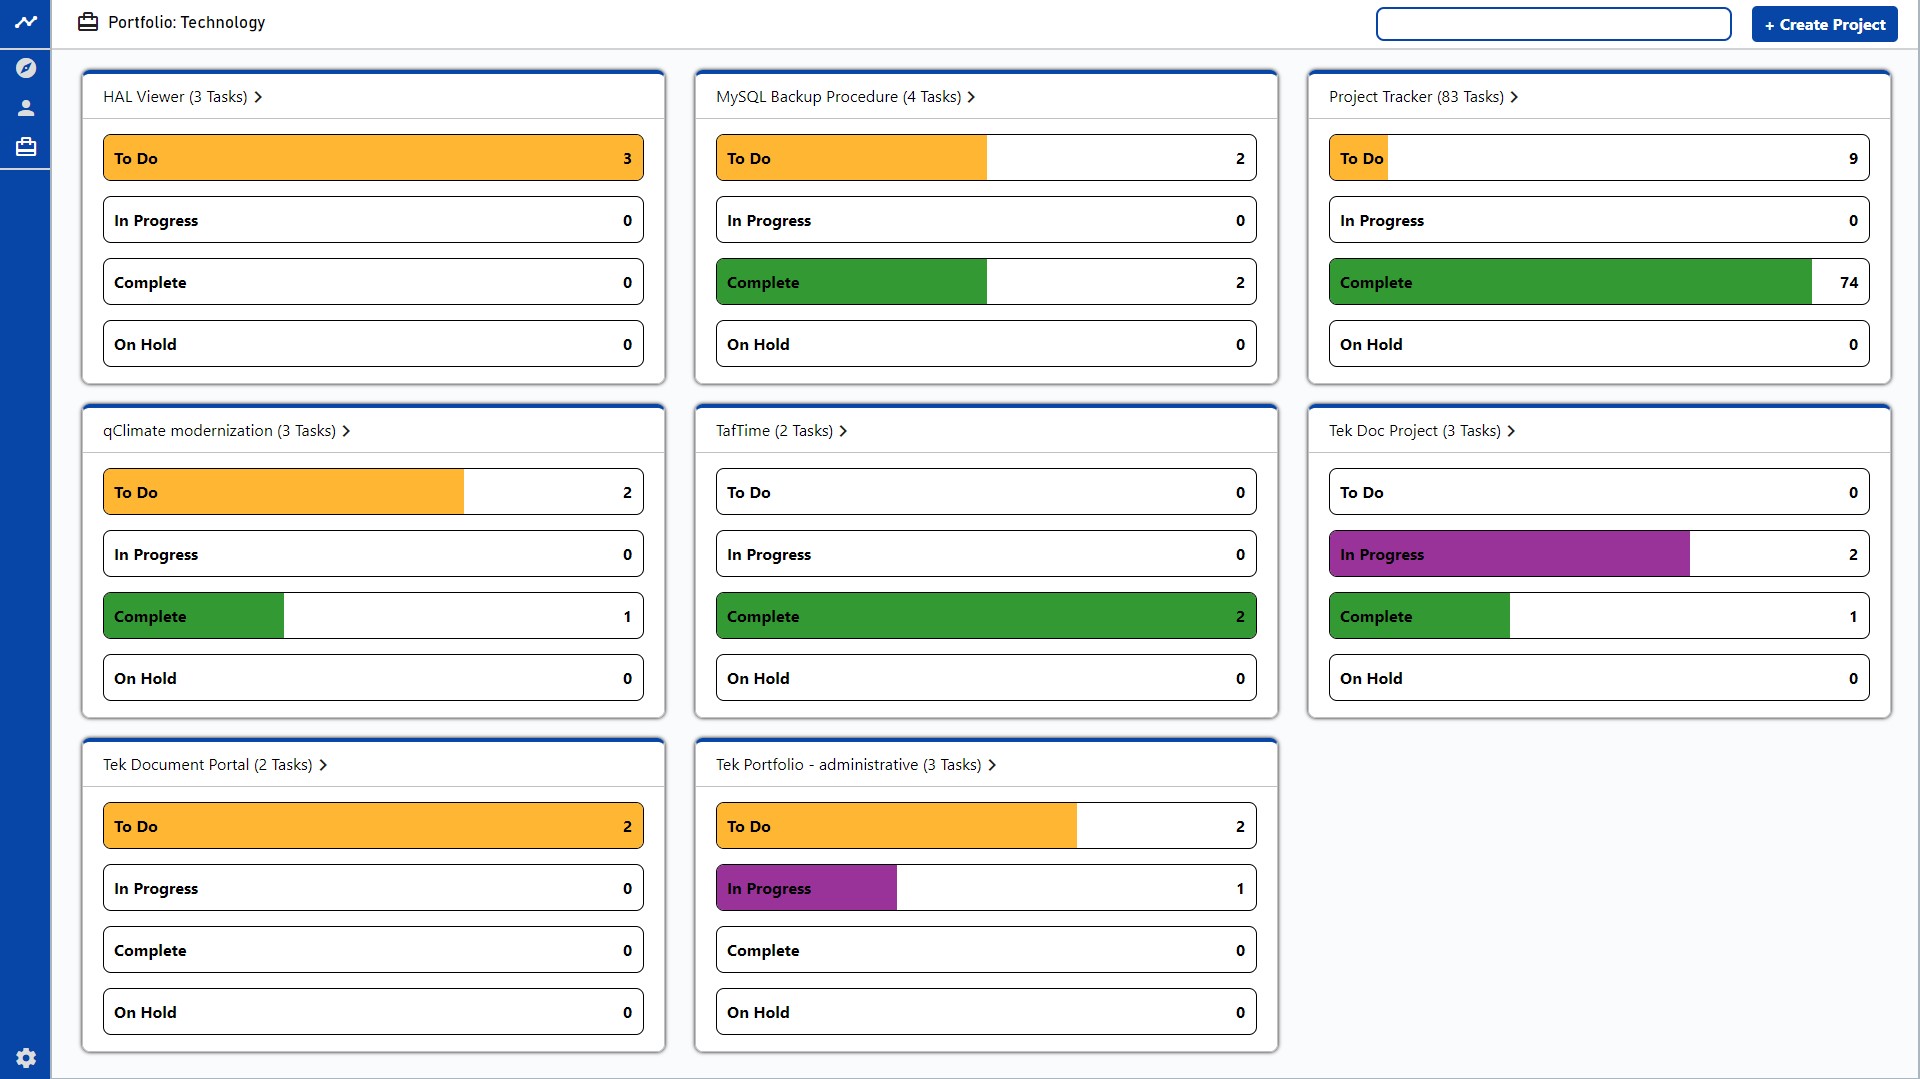 Portfolio: Technology
+ Create Project
HAL Viewer (3 Tasks)
To Do 3
In Progress 0
Complete 0
On Hold 0
MySQL Backup Procedure (4 Tasks)
To Do 2
In Progress 0
Complete 2
On Hold 0
Project Tracker (83 Tasks)
To Do 9
In Progress 0
Complete 74
On Hold 0
qClimate modernization (3 Tasks)
To Do 2
In Progress 0
Complete 1
On Hold 0
TafTime (2 Tasks)
To Do 0
In Progress 0
Complete 2
On Hold 0
Tek Doc Project (3 Tasks)
To Do 0
In Progress 2
Complete 1
On Hold 0
Tek Document Portal (2 Tasks)
To Do 2
In Progress 0
Complete 0
On Hold 0
Tek Portfolio - administrative (3 Tasks)
To Do 2
In Progress 1
Complete 0
On Hold 0